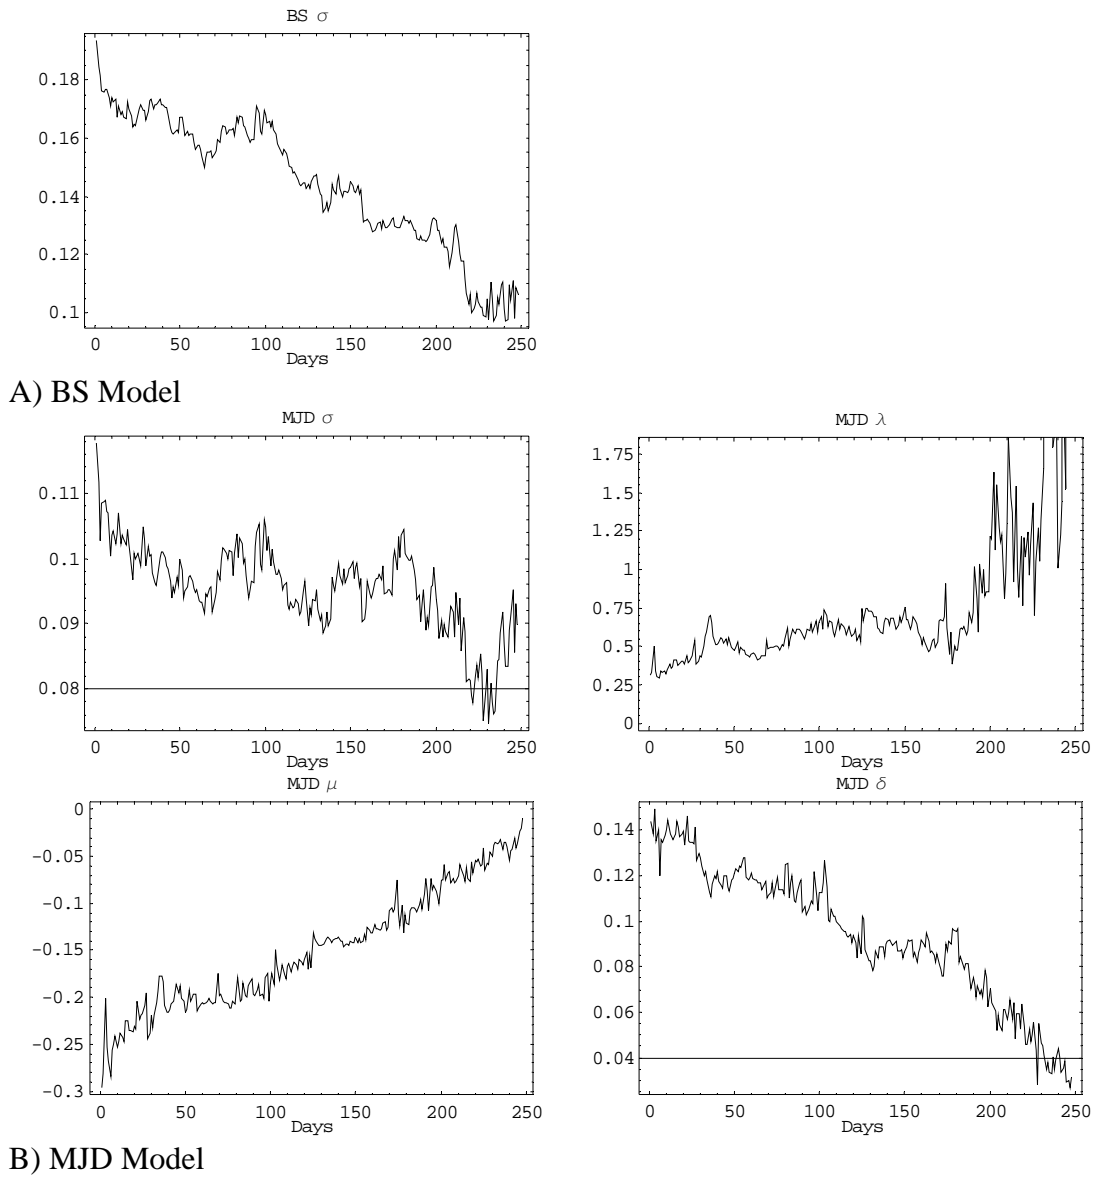 BS σ
0.18
0.16
0.14
0.12
0.1
0 50 100 150 200 250
Days
A) BS Model
MJD σ
0.11
0.1
0.09
0.08
0 50 100 150 200 250
Days
MJD λ
1.75
1.5
1.25
1
0.75
0.5
0.25
0
0 50 100 150 200 250
Days
MJD μ
0
-0.05
-0.1
-0.15
-0.2
-0.25
-0.3
0 50 100 150 200 250
Days
MJD δ
0.14
0.12
0.1
0.08
0.06
0.04
0 50 100 150 200 250
Days
B) MJD Model